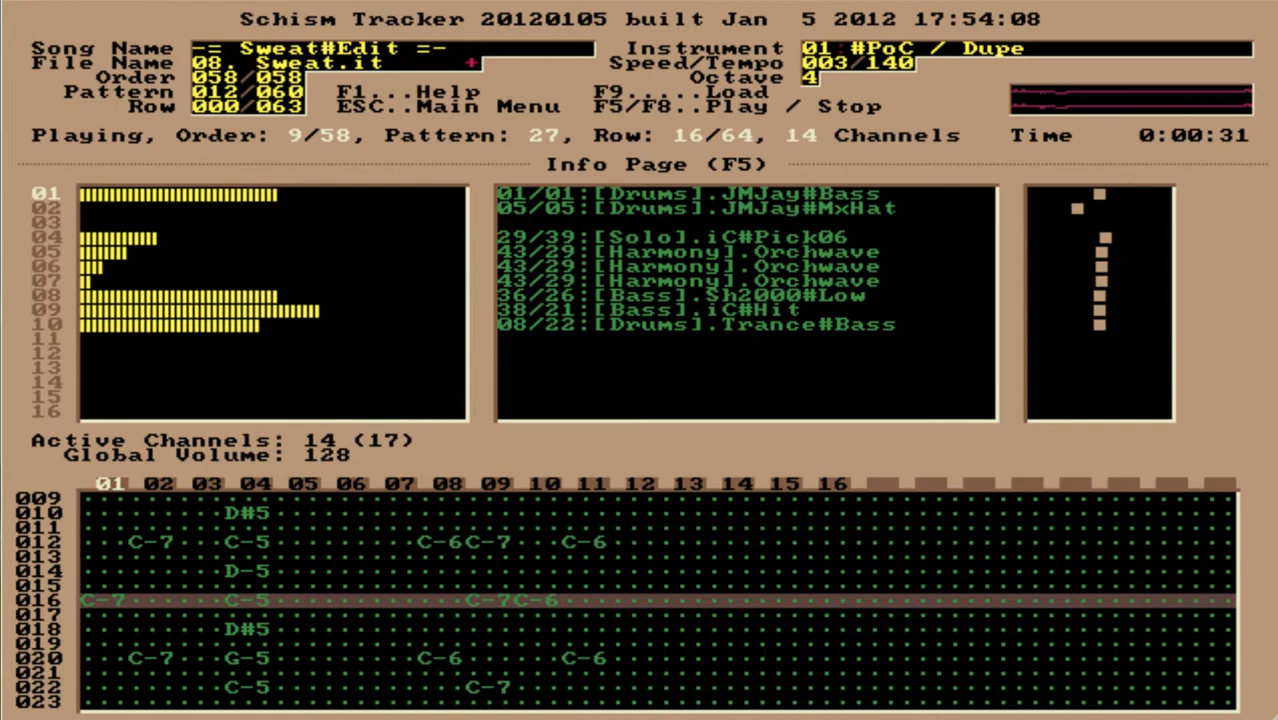 Schism Tracker 20120105 built Jan  5 2012 17:54:08
Song Name -= Sweat#Edit =- Instrument 01:#PoC / Dupe
File Name 08. Sweat.it + Speed/Tempo 003/140
Order 058/058 Octave 4
Pattern 012/060 F1...Help F9.....Load
Row 000/063 ESC..Main Menu F5/F8..Play / Stop
Playing, Order: 9/58, Pattern: 27, Row: 16/64, 14 Channels Time 0:00:31
Info Page (F5)
01 01/01:[Drums].JMJay#Bass
02 05/05:[Drums].JMJay#MxHat
03
04 29/39:[Solo].iC#Pick06
05 43/29:[Harmony].Orchwave
06 43/29:[Harmony].Orchwave
07 43/29:[Harmony].Orchwave
08 36/26:[Bass].Sh2000#Low
09 38/21:[Bass].iC#Hit
10 08/22:[Drums].Trance#Bass
11
12
13
14
15
16
Active Channels: 14 (17)
Global Volume: 128
01 02 03 04 05 06 07 08 09 10 11 12 13 14 15 16
009
010 D#5
011
012 C-7 C-5 C-6 C-7 C-6
013
014 D-5
015
016 C-7 C-5 C-7 C-6
017
018 D#5
019
020 C-7 G-5 C-6 C-6
021
022 C-5 C-7
023